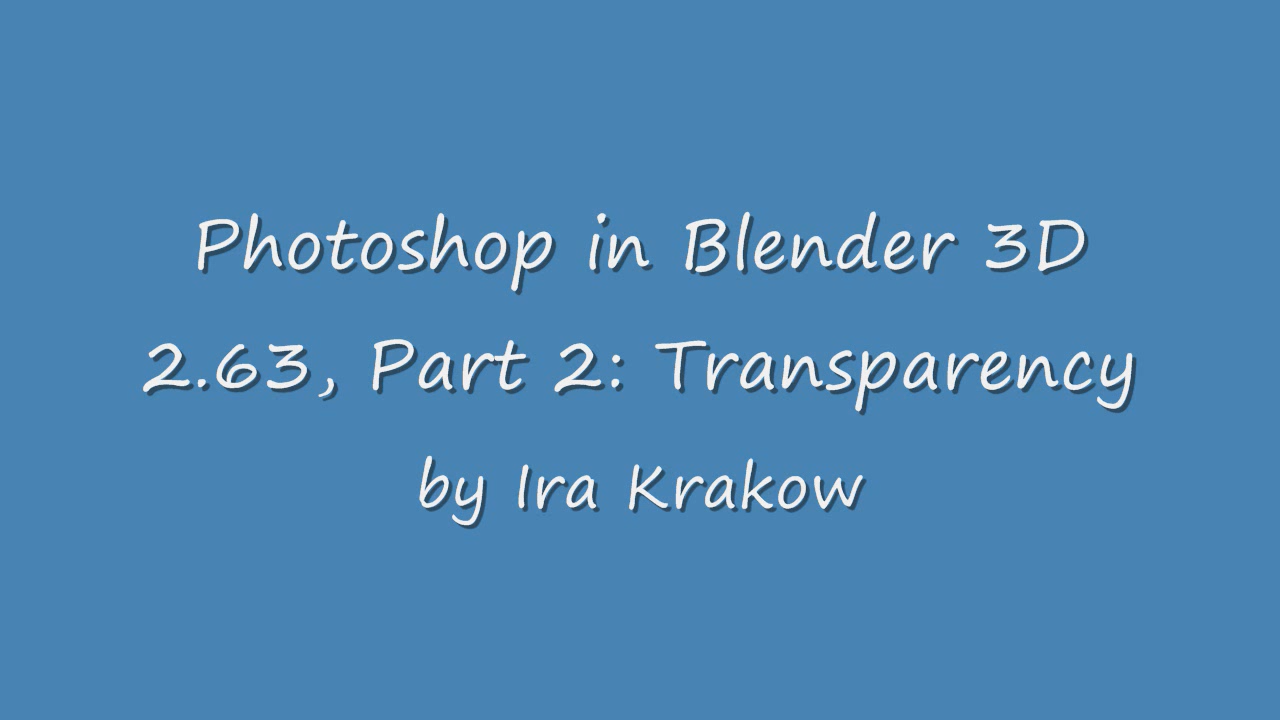 Photoshop in Blender 3D
2.63, Part 2: Transparency
by Ira Krakow